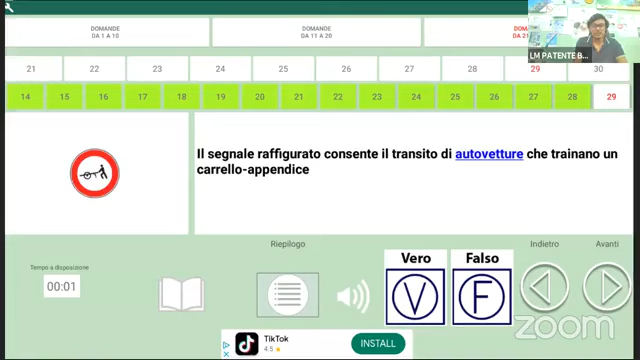 DOMANDE
DA 1 A 10
DOMANDE
DA 11 A 20
DOMANDE
DA 21
LM PATENTE B...
21 22 23 24 25 26 27 28 29 30
14 15 16 17 18 19 20 21 22 23 24 25 26 27 28 29
Il segnale raffigurato consente il transito di autovetture che trainano un
carrello-appendice
Riepilogo
Tempo a disposizione
00:01
Vero
Falso
Indietro
Avanti
V
F
zoom
TikTok
4.5
INSTALL